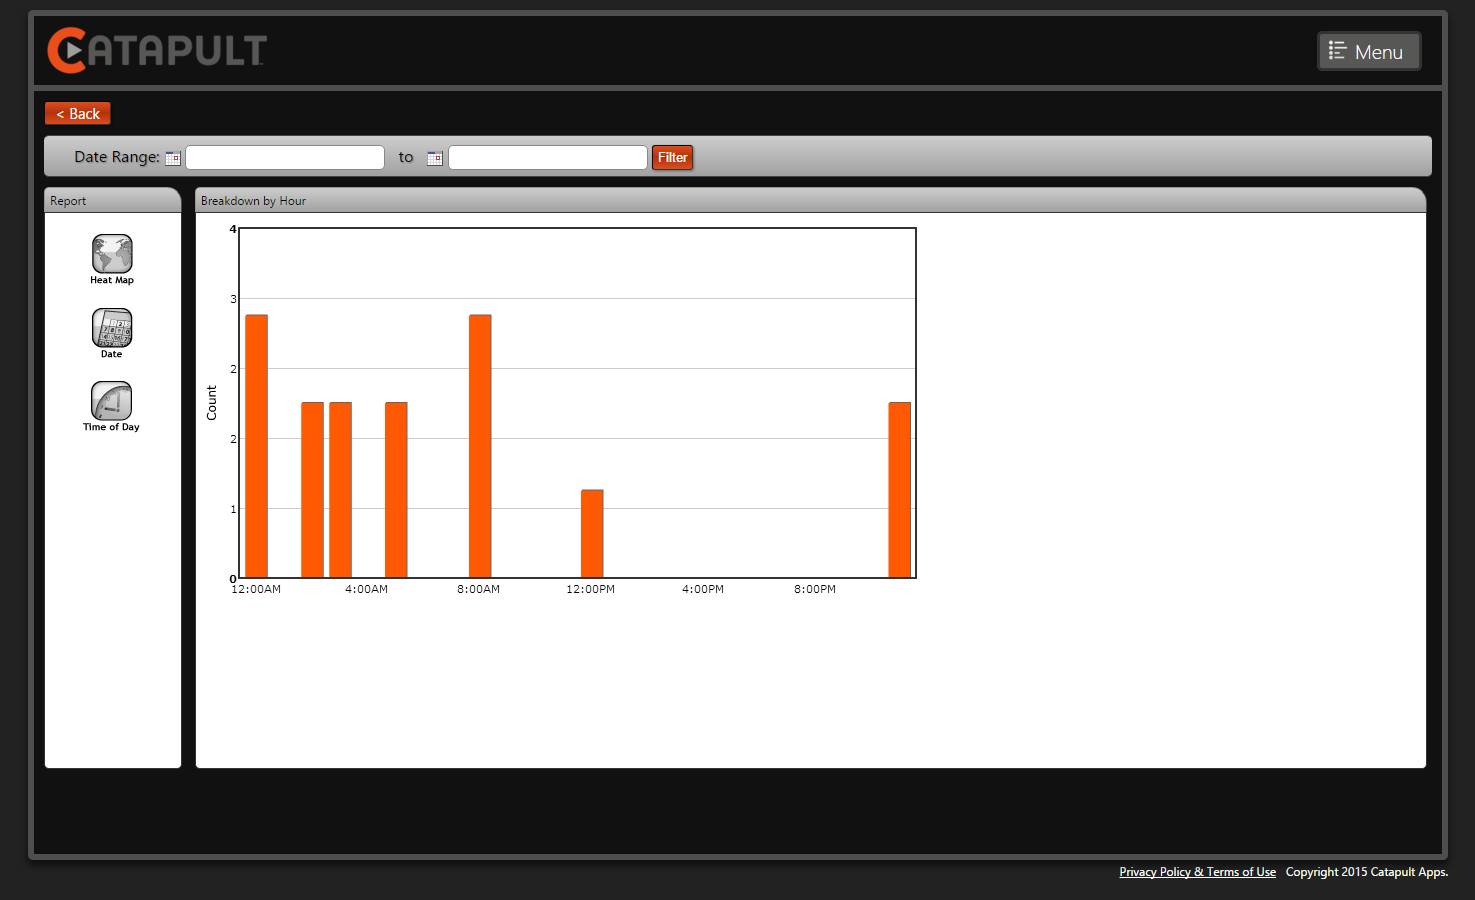 CATAPULT
Menu
< Back
Date Range:
to
Filter
Report
Heat Map
Date
Time of Day
Breakdown by Hour
4
3
2
2
1
0
Count
12:00AM 4:00AM 8:00AM 12:00PM 4:00PM 8:00PM
Privacy Policy & Terms of Use Copyright 2015 Catapult Apps.